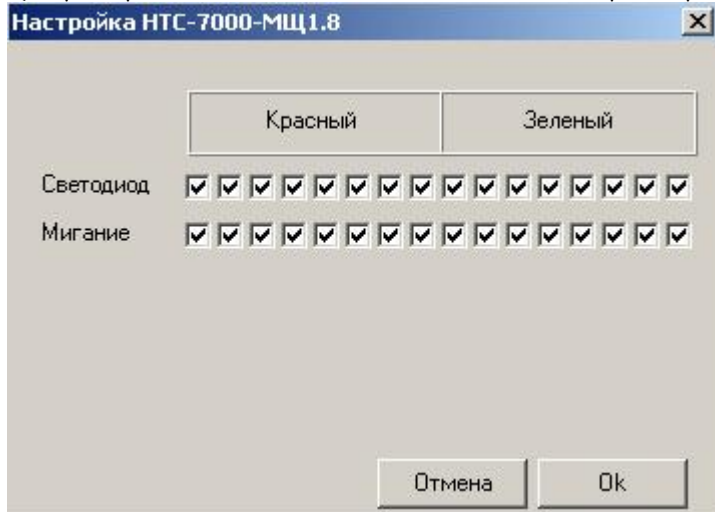 Настройка НТС-7000-МЩ1.8
Красный Зеленый
Светодиод
Мигание
Отмена Ok